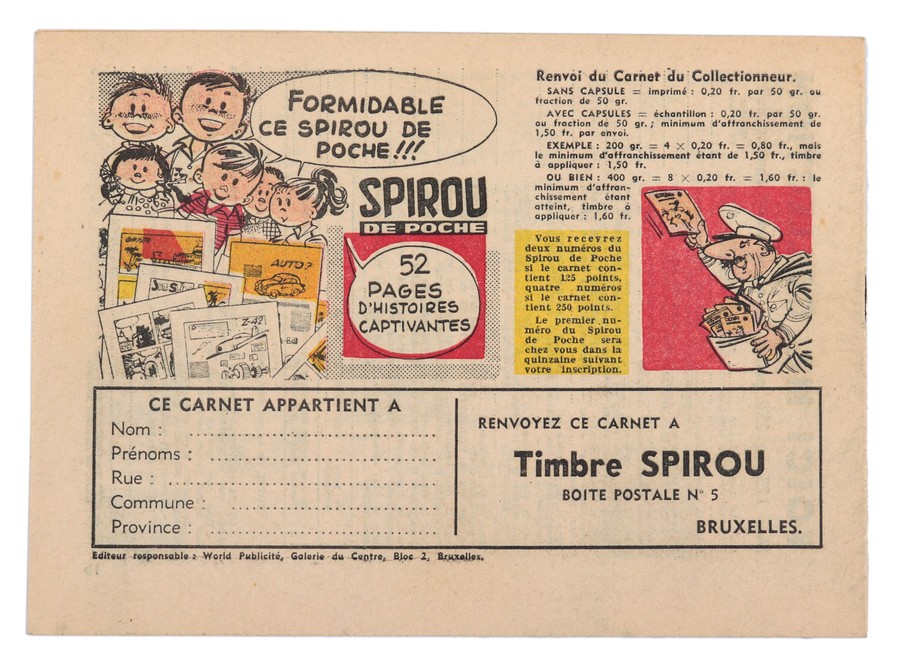 FORMIDABLE
CE SPIROU DE
POCHE!!!
SPIROU
DE POCHE
52
PAGES
D'HISTOIRES
CAPTIVANTES
AUTO?
Z-42
Renvoi du Carnet du Collectionneur.
SANS CAPSULE = imprimé : 0,20 fr. par 50 gr. ou
fraction de 50 gr.
AVEC CAPSULES = échantillon : 0,20 fr. par 50 gr.
ou fraction de 50 gr. ; minimum d'affranchissement de
1,50 fr. par envoi.
EXEMPLE : 200 gr. = 4 × 0,20 fr. = 0,80 fr., mais
le minimum d'affranchissement étant de 1,50 fr., timbre
à appliquer : 1,50 fr.
OU BIEN : 400 gr. = 8 × 0,20 fr. = 1,60 fr. : le
minimum d'affran-
chissement étant
atteint, timbre à
appliquer : 1,60 fr.
Vous recevrez
deux numéros du
Spirou de Poche
si le carnet con-
tient 125 points,
quatre numéros
si le carnet con-
tient 250 points.
Le premier nu-
méro du Spirou
de Poche sera
chez vous dans la
quinzaine suivant
votre inscription.
CE CARNET APPARTIENT A
Nom :
Prénoms :
Rue :
Commune :
Province :
RENVOYEZ CE CARNET A
Timbre SPIROU
BOITE POSTALE N° 5
BRUXELLES.
Editeur responsable : World Publicité, Galerie du Centre, Bloc 2, Bruxelles.